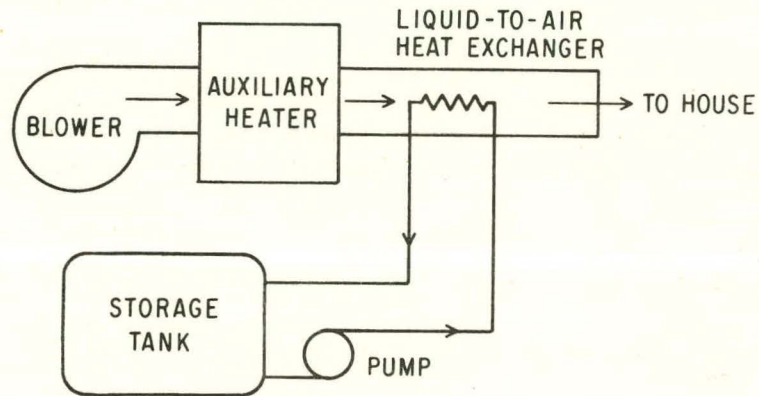 LIQUID-TO-AIR
HEAT EXCHANGER
AUXILIARY
HEATER
BLOWER
TO HOUSE
STORAGE
TANK
PUMP